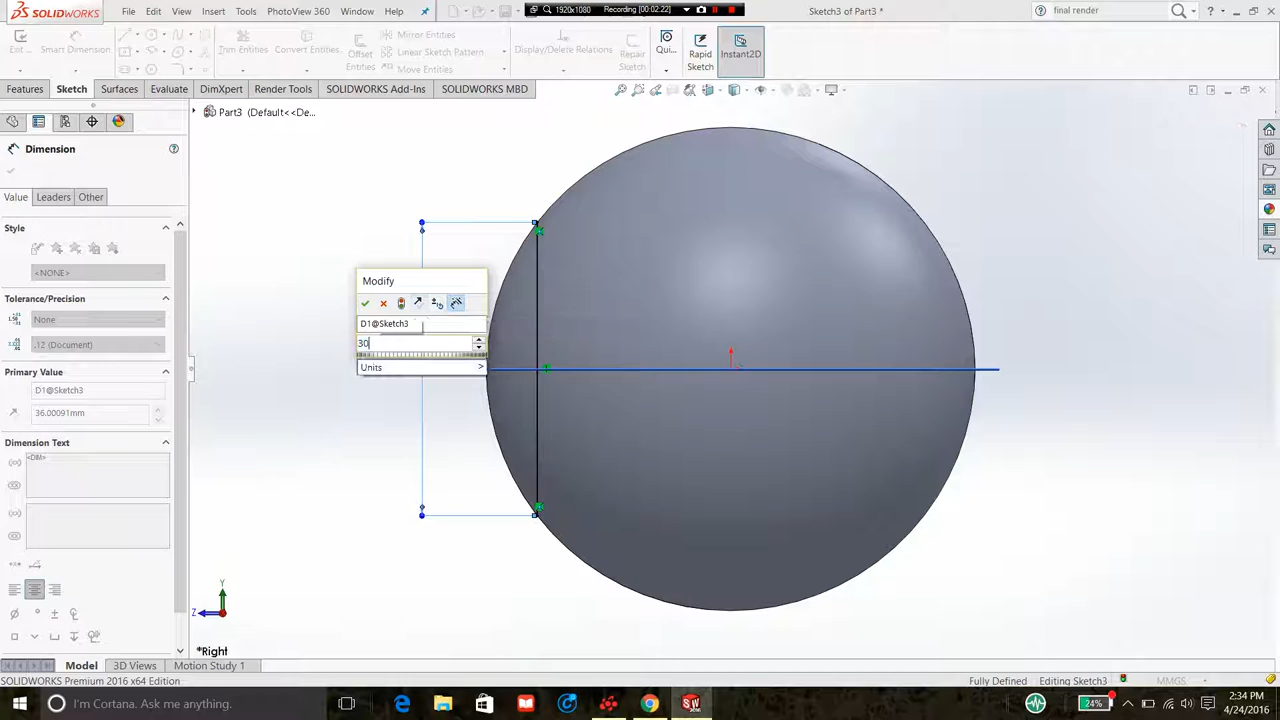 SOLIDWORKS
File Edit View Insert Tools PhotoView 360 Window Help
1920x1080 Recording [00:02:22]
Sketch3 of Part3 *
final render
Exit... Smart Dimension
Trim Entities Convert Entities Offset Entities
Mirror Entities
Linear Sketch Pattern
Move Entities
Display/Delete Relations Repair Sketch Qui... Rapid Sketch Instant2D
Features Sketch Surfaces Evaluate DimXpert Render Tools SOLIDWORKS Add-Ins SOLIDWORKS MBD
Part3 (Default<<De...
Dimension
Value Leaders Other
Style
<NONE>
Tolerance/Precision
None
.12 (Document)
Primary Value
D1@Sketch3
36.00091mm
Dimension Text
<DIM>
Modify
D1@Sketch3
30
Units
Y
Z
*Right
Model 3D Views Motion Study 1
SOLIDWORKS Premium 2016 x64 Edition
Fully Defined Editing Sketch3 MMGS
I'm Cortana. Ask me anything.
24%
2:34 PM
4/24/2016